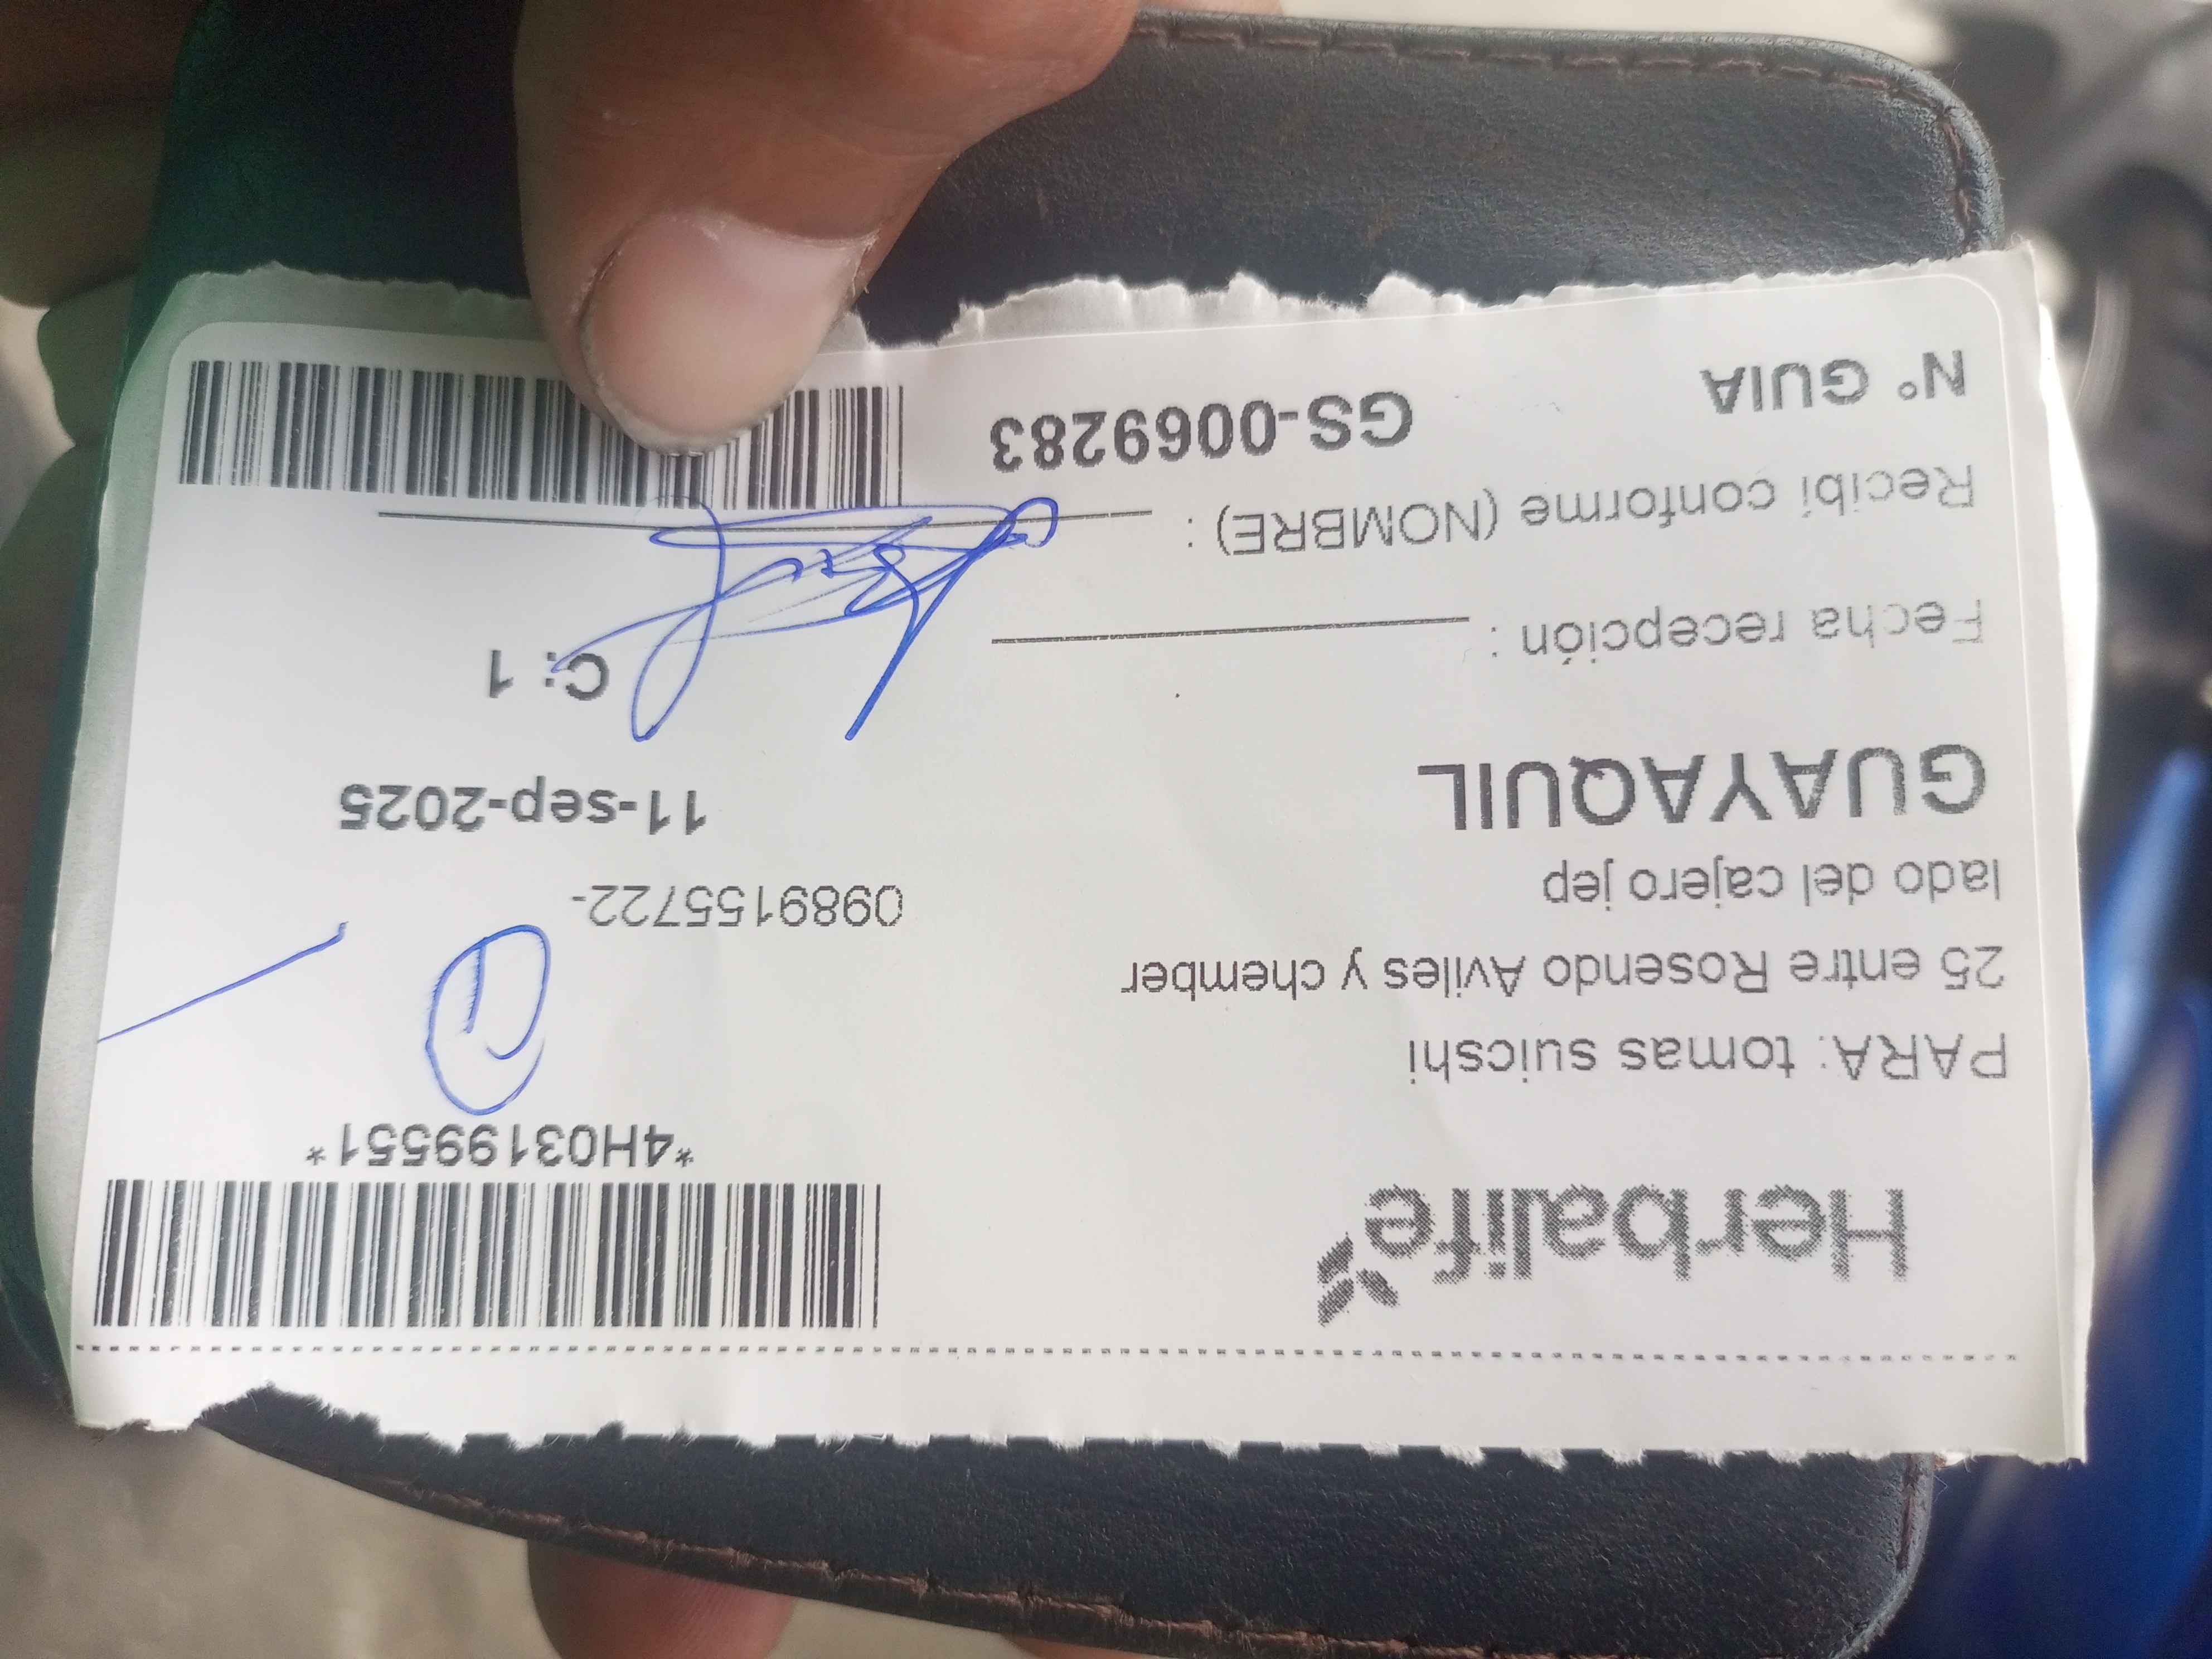 Herbalife
*4H03199551*
PARA: tomas suicshi
25 entre Rosendo Aviles y chember
lado del cajero jep
0989155722-
GUAYAQUIL
11-sep-2025
Fecha recepción :
C: 1
Recibí conforme (NOMBRE) :
N° GUIA
GS-0069283